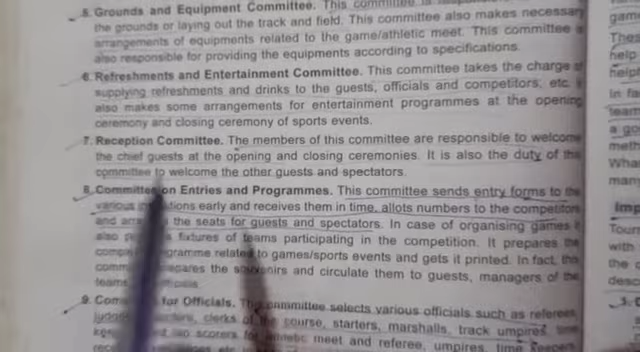 5. Grounds and Equipment Committee. This committee is
the grounds or laying out the track and field. This committee also makes necessary
arrangements of equipments related to the game/athletic meet. This committee is
also responsible for providing the equipments according to specifications.
6. Refreshments and Entertainment Committee. This committee takes the charge of
supplying refreshments and drinks to the guests, officials and competitors, etc. It
also makes some arrangements for entertainment programmes at the opening
ceremony and closing ceremony of sports events.
7. Reception Committee. The members of this committee are responsible to welcome
the chief guests at the opening and closing ceremonies. It is also the duty of the
committee to welcome the other guests and spectators.
8. Committee on Entries and Programmes. This committee sends entry forms to the
various early and receives them in time, allots numbers to the competitors
and the seats for guests and spectators. In case of organising games it
also fixtures of teams participating in the competition. It prepares the
related to games/sports events and gets it printed. In fact, the
the and circulate them to guests, managers of the
teams
9. for Officials. committee selects various officials such as referees,
clerks of course, starters, marshalls, track umpires, time
scorers for meet and referee, umpires, time keepers,
game
Thes
help
help
In fa
team
a go
meth
What
man
Imp
Tour
with
the
desc